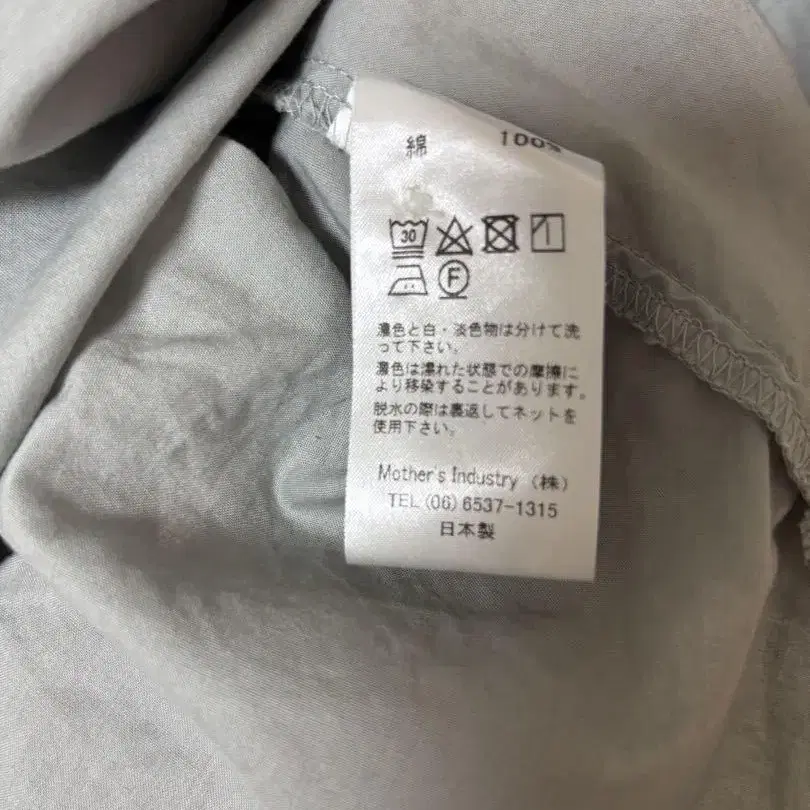 綿 100%
30
F
濃色と白・淡色物は分けて洗
って下さい。
濃色は濡れた状態での摩擦に
より移染することがあります。
脱水の際は裏返してネットを
使用下さい。
Mother's Industry (株)
TEL (06) 6537-1315
日本製